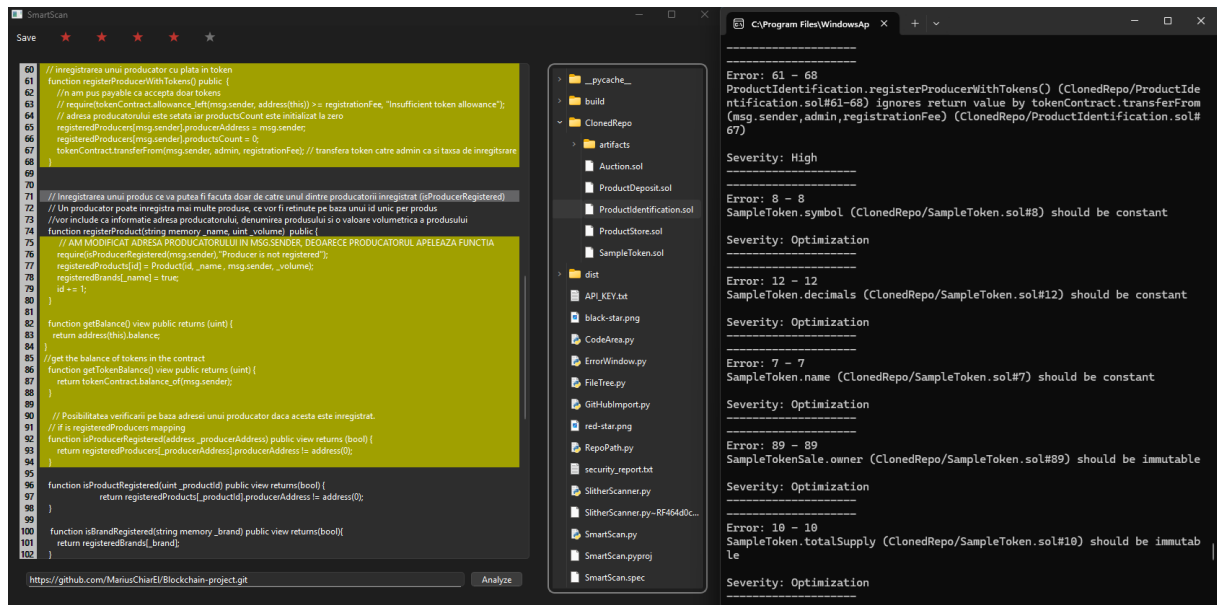 SmartScan
Save
60 // inregistrarea unui producator cu plata in token
61 function registerProducerWithTokens() public {
62 //n am pus payable ca accepta doar tokens
63 // require(tokenContract.allowance_left(msg.sender, address(this)) >= registrationFee, "Insufficient token allowance");
64 // adresa producatorului este setata iar productsCount este initializat la zero
65 registeredProducers[msg.sender].producerAddress = msg.sender;
66 registeredProducers[msg.sender].productsCount = 0;
67 tokenContract.transferFrom(msg.sender, admin, registrationFee); // transfera token catre admin ca si taxsa de inregitsrare
68 }
69
70
71 // Inregistrarea unui produs ce va putea fi facuta doar de catre unul dintre producatorii inregistrat (isProducerRegistered)
72 // Un producator poate inregistra mai multe produse, ce vor fi retinute pe baza unui id unic per produs
73 //vor include ca informatie adresa producatorului, denumirea produsului si o valoare volumetrica a produsului
74 function registerProduct(string memory _name, uint _volume) public {
75 // AM MODIFICAT ADRESA PRODUCATORULUI IN MSG.SENDER, DEOARECE PRODUCATORUL APELEAZA FUNCTIA
76 require(isProducerRegistered(msg.sender),"Producer is not registered");
77 registeredProducts[id] = Product(id, _name , msg.sender, _volume);
78 registeredBrands[_name] = true;
79 id += 1;
80 }
81
82 function getBalance() view public returns (uint) {
83 return address(this).balance;
84 }
85 //get the balance of tokens in the contract
86 function getTokenBalance() view public returns (uint) {
87 return tokenContract.balance_of(msg.sender);
88 }
89
90 // Posibilitatea verificarii pe baza adresei unui producator daca acesta este inregistrat.
91 // if is registeredProducers mapping
92 function isProducerRegistered(address _producerAddress) public view returns (bool) {
93 return registeredProducers[_producerAddress].producerAddress != address(0);
94 }
95
96 function isProductRegistered(uint _productId) public view returns(bool) {
97 return registeredProducts[_productId].producerAddress != address(0);
98 }
99
100 function isBrandRegistered(string memory _brand) public view returns(bool){
101 return registeredBrands[_brand];
102 }
https://github.com/MariusChiarEl/Blockchain-project.git
Analyze
__pycache__
build
ClonedRepo
artifacts
Auction.sol
ProductDeposit.sol
ProductIdentification.sol
ProductStore.sol
SampleToken.sol
dist
API_KEY.txt
black-star.png
CodeArea.py
ErrorWindow.py
FileTree.py
GitHubImport.py
red-star.png
RepoPath.py
security_report.txt
SlitherScanner.py
SlitherScanner.py~RF464d0c...
SmartScan.py
SmartScan.pyproj
SmartScan.spec
C:\Program Files\WindowsAp
--------------------
--------------------
Error: 61 - 68
ProductIdentification.registerProducerWithTokens() (ClonedRepo/ProductIde
ntification.sol#61-68) ignores return value by tokenContract.transferFrom
(msg.sender,admin,registrationFee) (ClonedRepo/ProductIdentification.sol#
67)
Severity: High
--------------------
--------------------
Error: 8 - 8
SampleToken.symbol (ClonedRepo/SampleToken.sol#8) should be constant
Severity: Optimization
--------------------
--------------------
Error: 12 - 12
SampleToken.decimals (ClonedRepo/SampleToken.sol#12) should be constant
Severity: Optimization
--------------------
--------------------
Error: 7 - 7
SampleToken.name (ClonedRepo/SampleToken.sol#7) should be constant
Severity: Optimization
--------------------
--------------------
Error: 89 - 89
SampleTokenSale.owner (ClonedRepo/SampleToken.sol#89) should be immutable
Severity: Optimization
--------------------
--------------------
Error: 10 - 10
SampleToken.totalSupply (ClonedRepo/SampleToken.sol#10) should be immutab
le
Severity: Optimization
--------------------